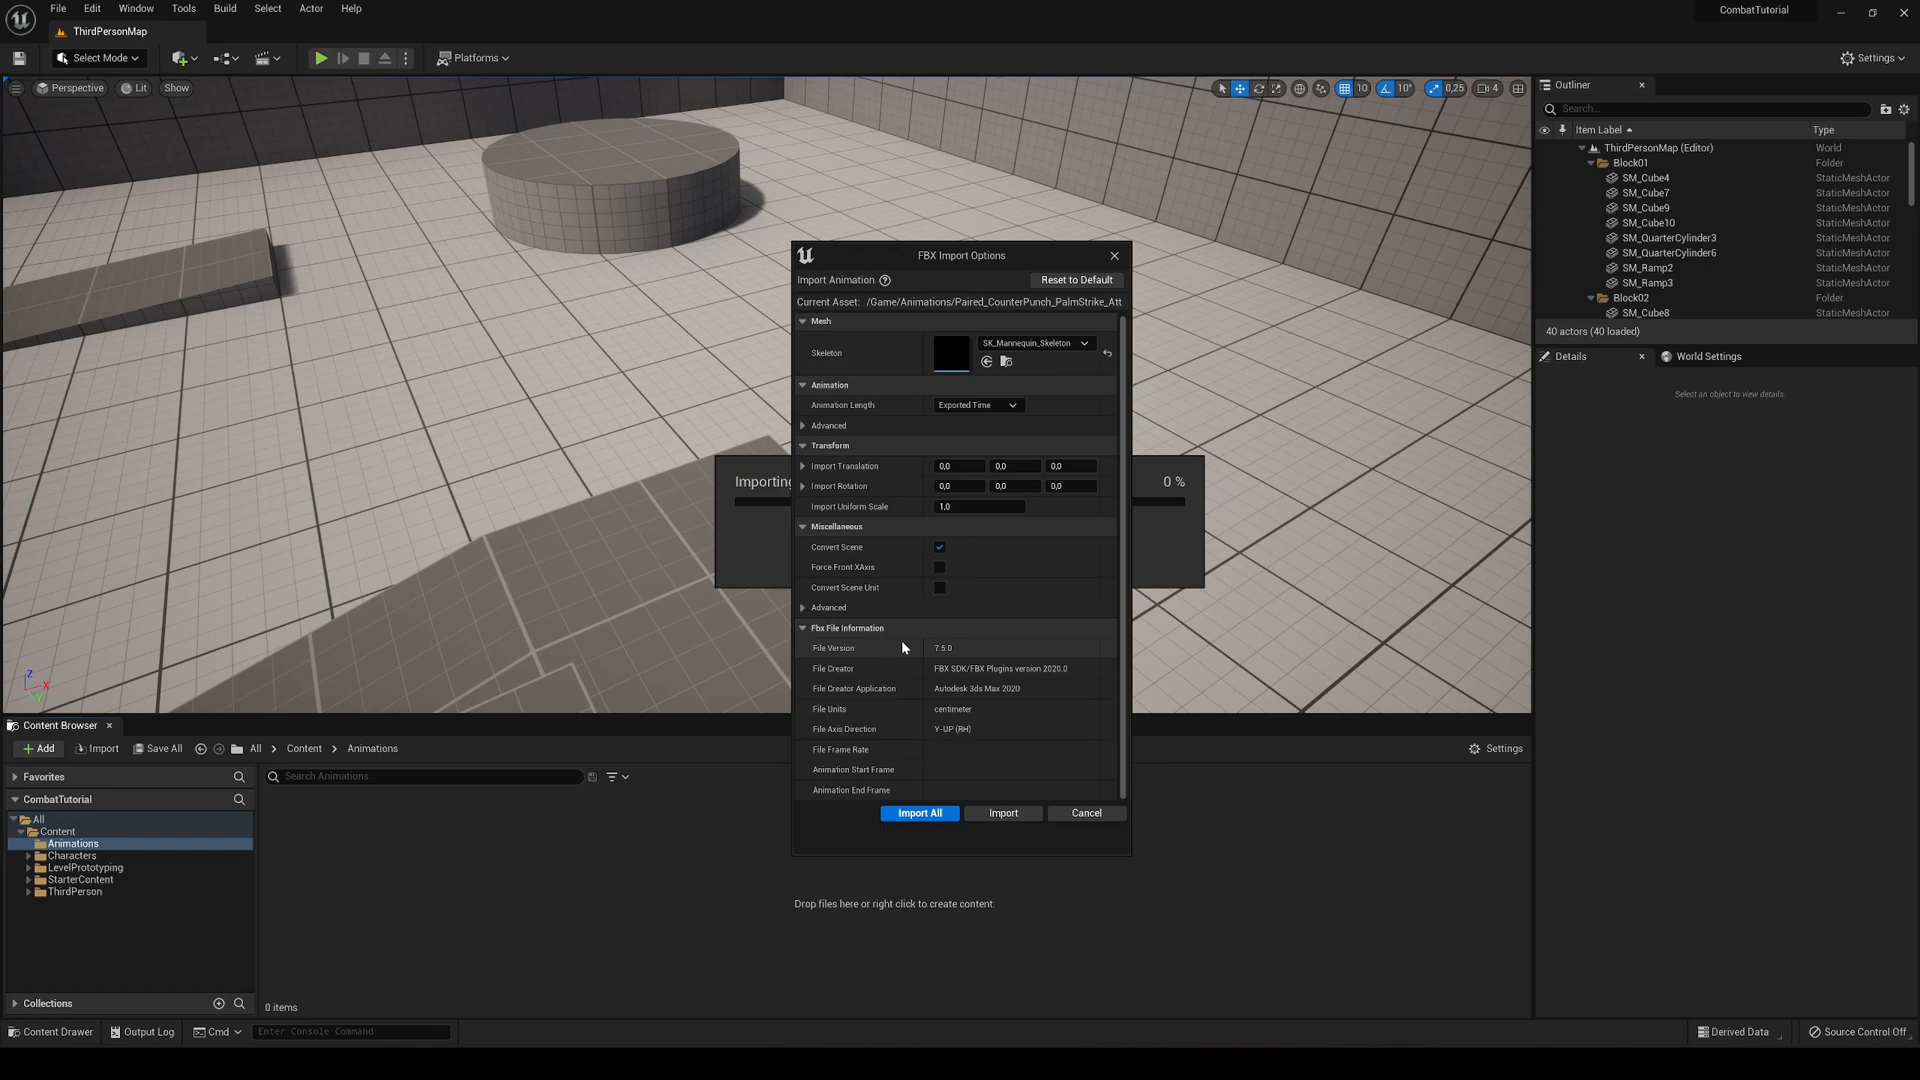 File Edit Window Tools Build Select Actor Help
CombatTutorial
ThirdPersonMap
Select Mode
Platforms
Settings
Perspective
Lit
Show
10
10°
0,25
4
Outliner
Search...
Item Label
Type
ThirdPersonMap (Editor) World
Block01 Folder
SM_Cube4 StaticMeshActor
SM_Cube7 StaticMeshActor
SM_Cube9 StaticMeshActor
SM_Cube10 StaticMeshActor
SM_QuarterCylinder3 StaticMeshActor
SM_QuarterCylinder6 StaticMeshActor
SM_Ramp2 StaticMeshActor
SM_Ramp3 StaticMeshActor
Block02 Folder
SM_Cube8 StaticMeshActor
40 actors (40 loaded)
Details
World Settings
Select an object to view details.
Importing
0 %
FBX Import Options
Import Animation
Reset to Default
Current Asset: /Game/Animations/Paired_CounterPunch_PalmStrike_Att
Mesh
Skeleton
SK_Mannequin_Skeleton
Animation
Animation Length Exported Time
Advanced
Transform
Import Translation 0,0 0,0 0,0
Import Rotation 0,0 0,0 0,0
Import Uniform Scale 1,0
Miscellaneous
Convert Scene
Force Front XAxis
Convert Scene Unit
Advanced
Fbx File Information
File Version 7.5.0
File Creator FBX SDK/FBX Plugins version 2020.0
File Creator Application Autodesk 3ds Max 2020
File Units centimeter
File Axis Direction Y-UP (RH)
File Frame Rate
Animation Start Frame
Animation End Frame
Import All
Import
Cancel
Z
X
Y
Content Browser
Add
Import
Save All
All
Content
Animations
Settings
Favorites
Search Animations
CombatTutorial
All
Content
Animations
Characters
LevelPrototyping
StarterContent
ThirdPerson
Drop files here or right click to create content.
Collections
0 items
Content Drawer
Output Log
Cmd
Enter Console Command
Derived Data
Source Control Off